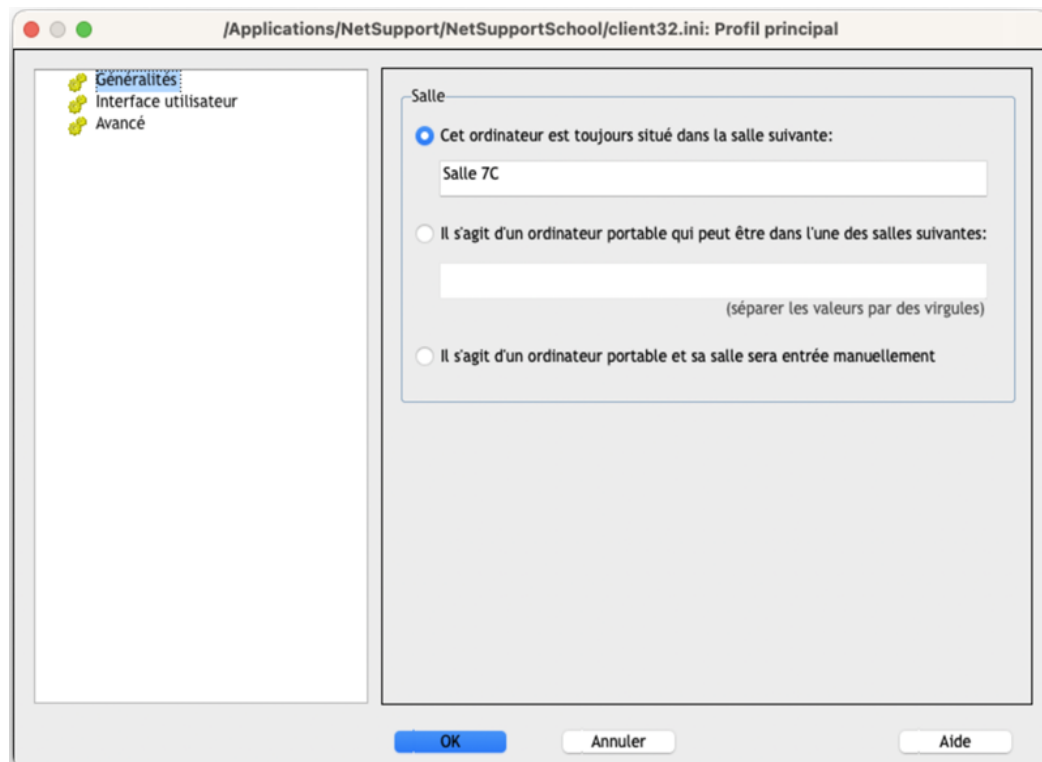 /Applications/NetSupport/NetSupportSchool/client32.ini: Profil principal
Généralités
Interface utilisateur
Avancé
Salle
Cet ordinateur est toujours situé dans la salle suivante:
Salle 7C
Il s'agit d'un ordinateur portable qui peut être dans l'une des salles suivantes:
(séparer les valeurs par des virgules)
Il s'agit d'un ordinateur portable et sa salle sera entrée manuellement
OK
Annuler
Aide